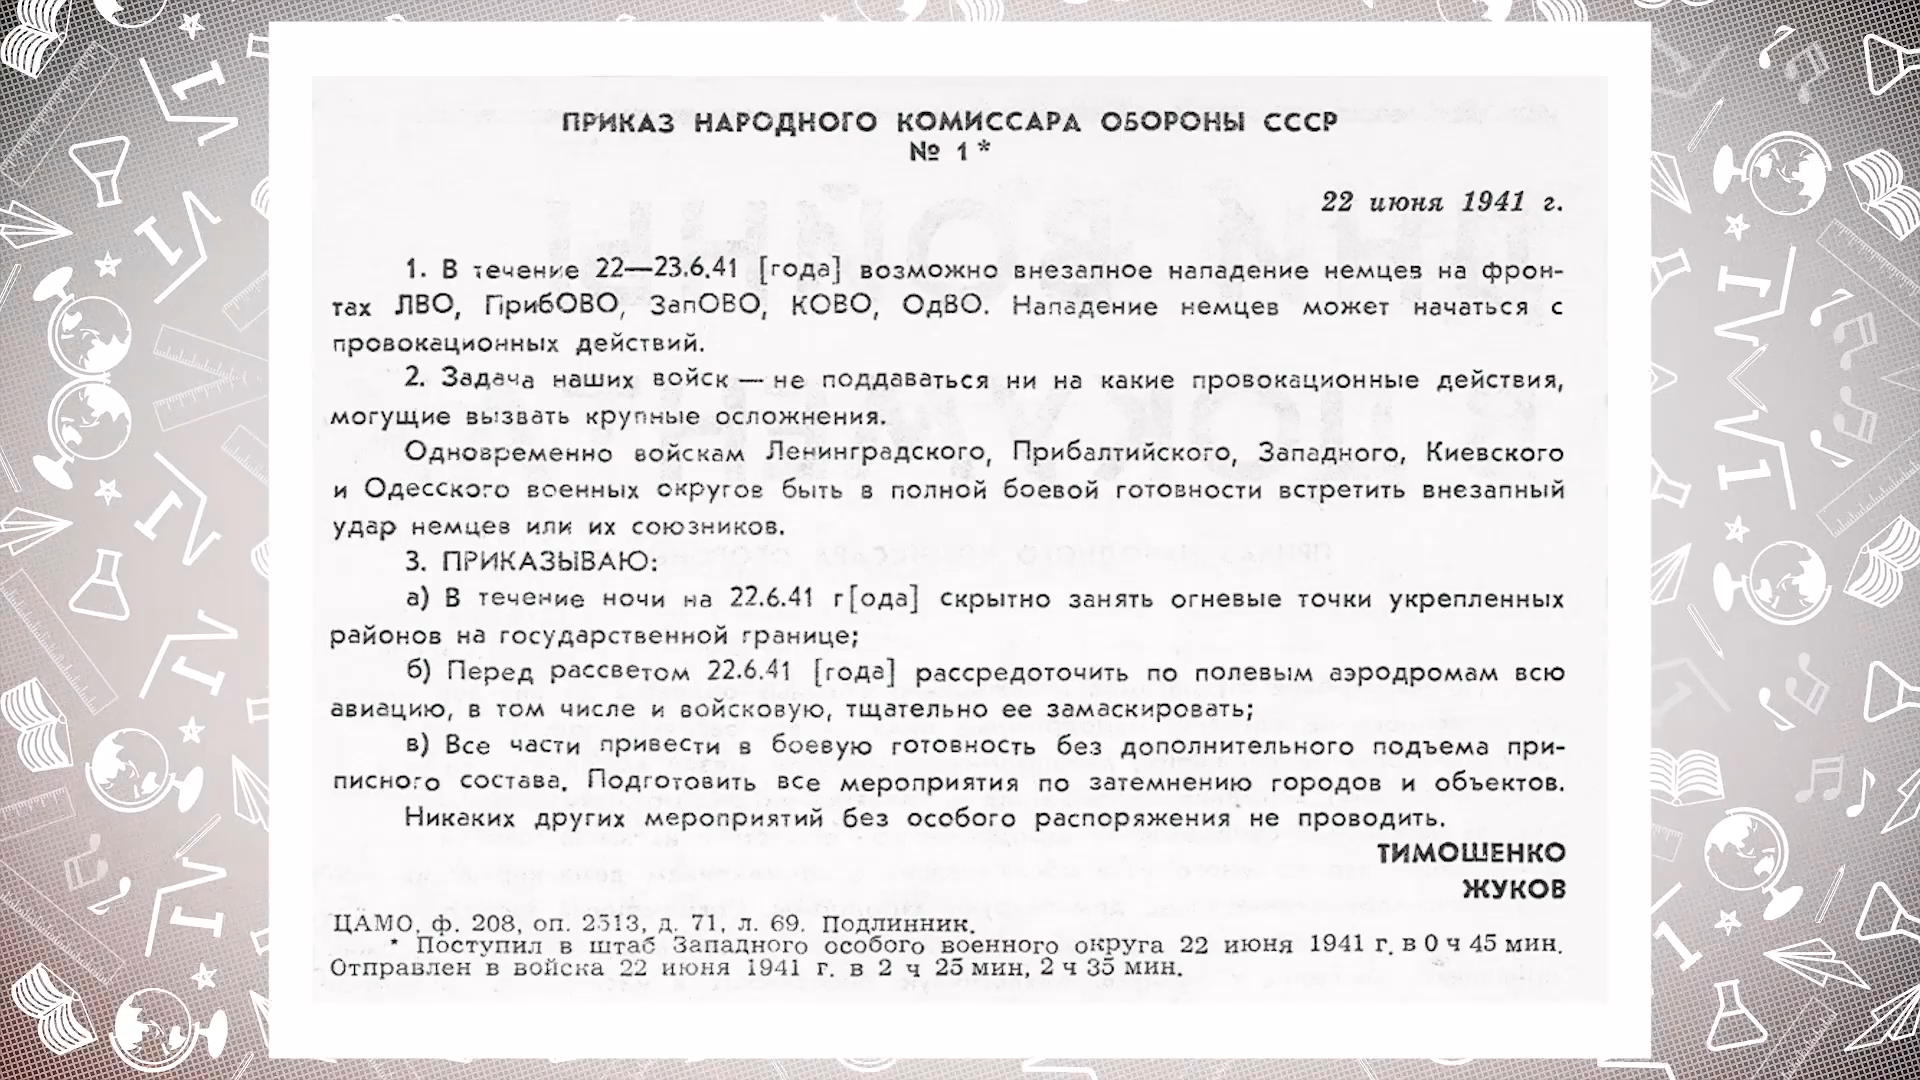 ПРИКАЗ НАРОДНОГО КОМИССАРА ОБОРОНЫ СССР
№ 1*
22 июня 1941 г.
1. В течение 22—23.6.41 [года] возможно внезапное нападение немцев на фрон-
тах ЛВО, ПрибОВО, ЗапОВО, КОВО, ОдВО. Нападение немцев может начаться с
провокационных действий.
2. Задача наших войск — не поддаваться ни на какие провокационные действия,
могущие вызвать крупные осложнения.
Одновременно войскам Ленинградского, Прибалтийского, Западного, Киевского
и Одесского военных округов быть в полной боевой готовности встретить внезапный
удар немцев или их союзников.
3. ПРИКАЗЫВАЮ:
а) В течение ночи на 22.6.41 г[ода] скрытно занять огневые точки укрепленных
районов на государственной границе;
б) Перед рассветом 22.6.41 [года] рассредоточить по полевым аэродромам всю
авиацию, в том числе и войсковую, тщательно ее замаскировать;
в) Все части привести в боевую готовность без дополнительного подъема при-
писного состава. Подготовить все мероприятия по затемнению городов и объектов.
Никаких других мероприятий без особого распоряжения не проводить.
ТИМОШЕНКО
ЖУКОВ
ЦАМО, ф. 208, оп. 2513, д. 71, л. 69. Подлинник.
* Поступил в штаб Западного особого военного округа 22 июня 1941 г. в 0 ч 45 мин.
Отправлен в войска 22 июня 1941 г. в 2 ч 25 мин, 2 ч 35 мин.